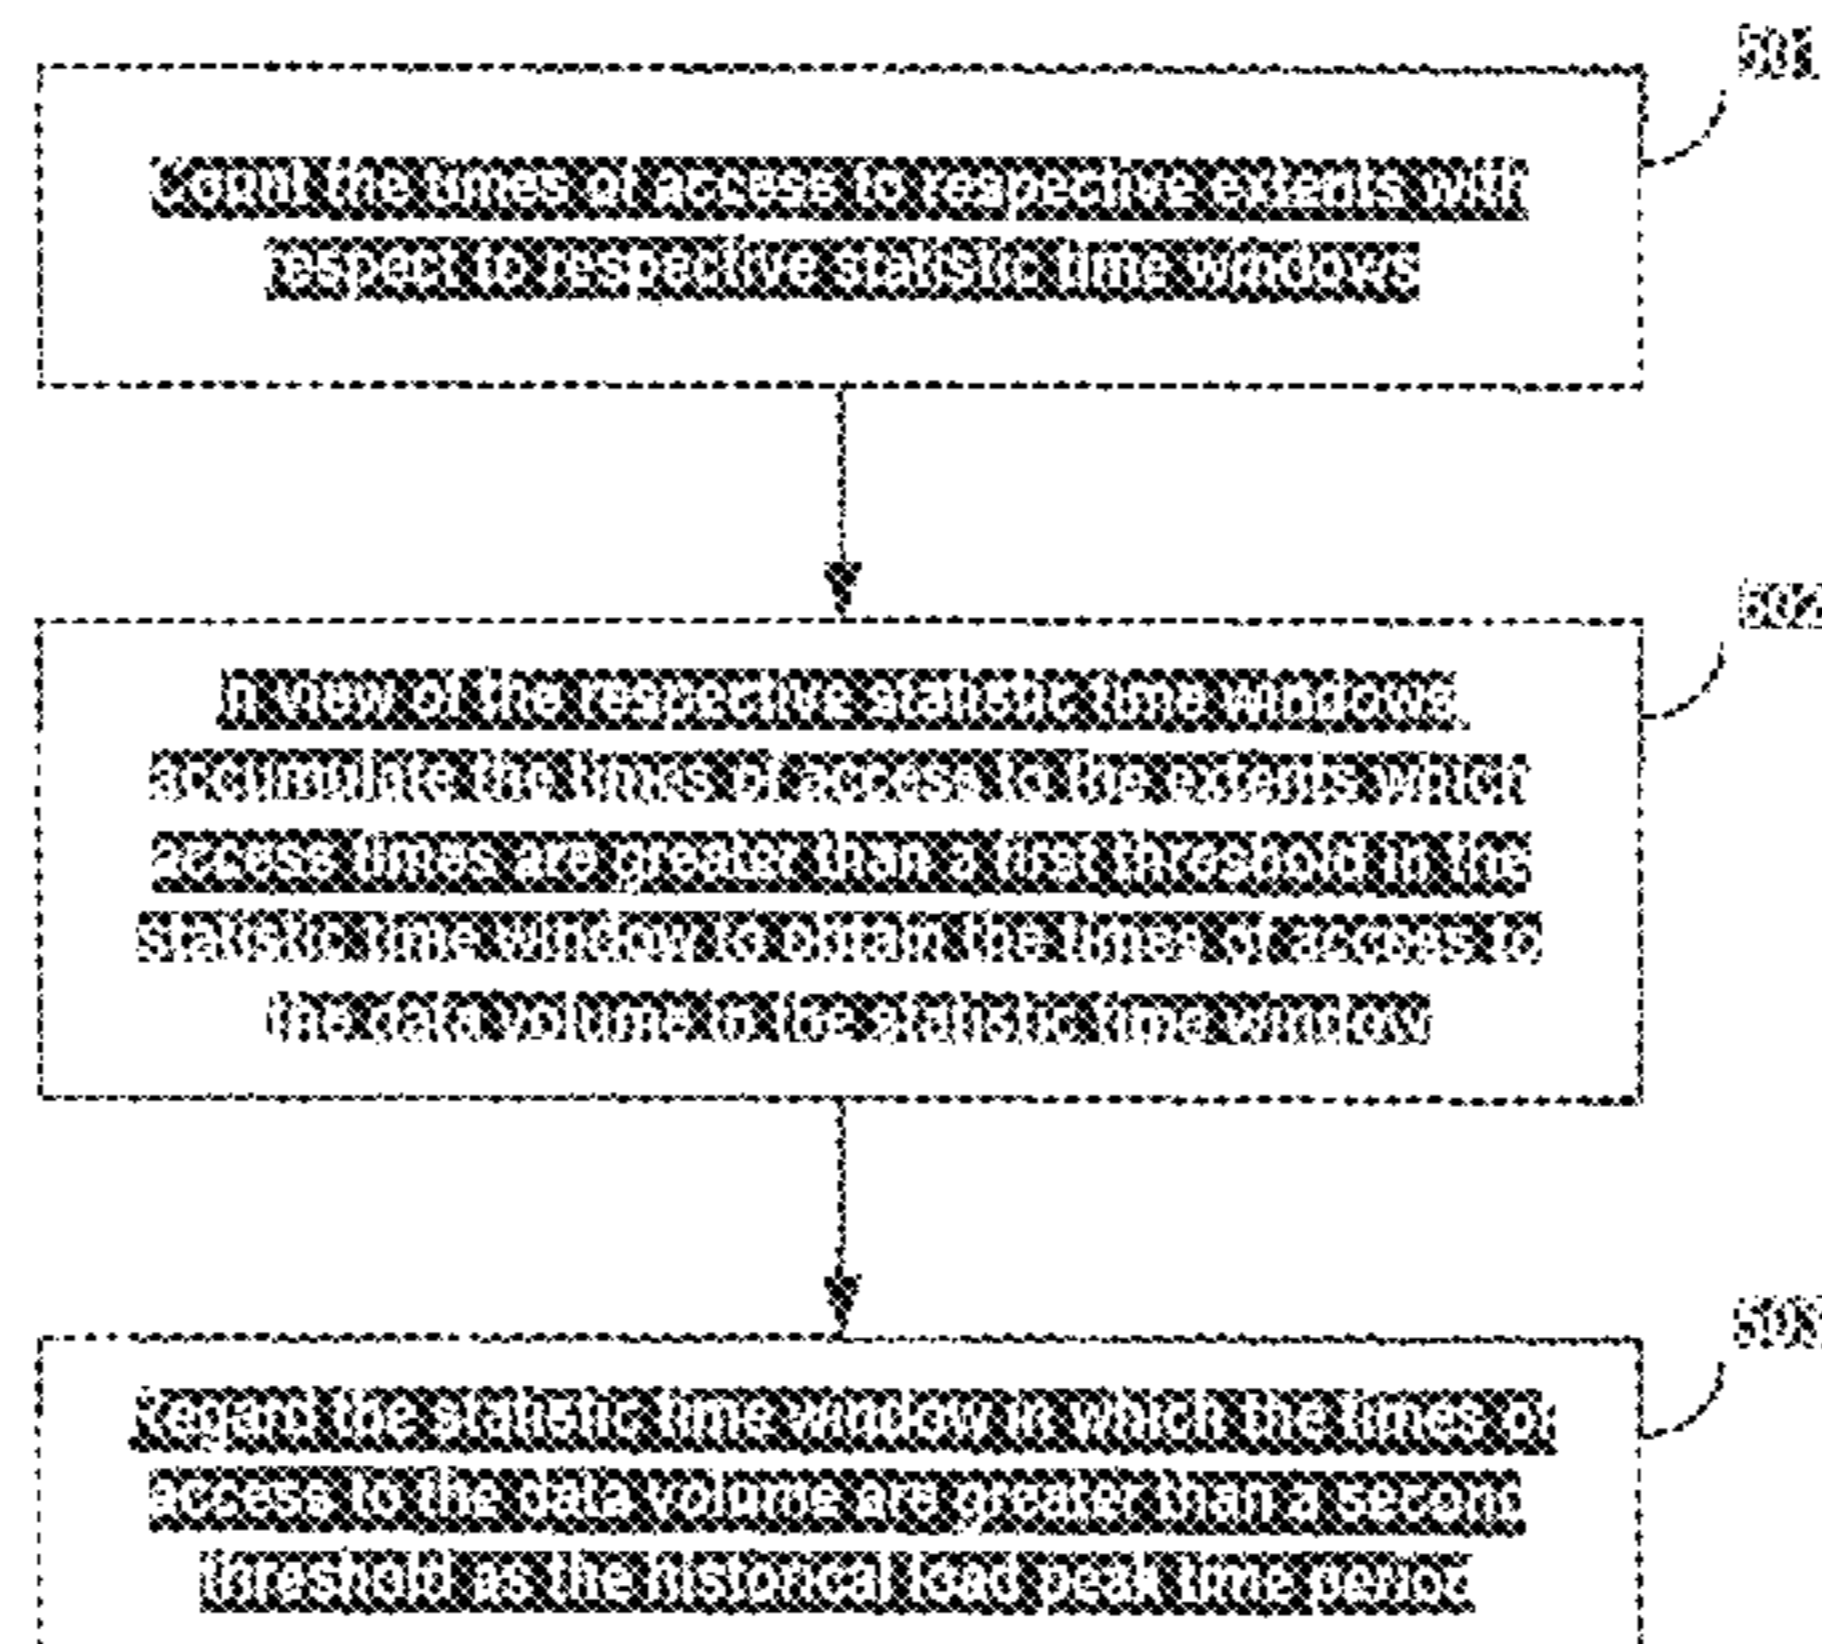 501
Count the times of access to respective extents with
respect to respective statistic time windows
502
In view of the respective statistic time windows,
accumulate the times of access to the extents which
access times are greater than a first threshold in the
statistic time window to obtain the times of access to
the data volume in the statistic time window
503
Regard the statistic time window in which the times of
access to the data volume are greater than a second
threshold as the historical load peak time period